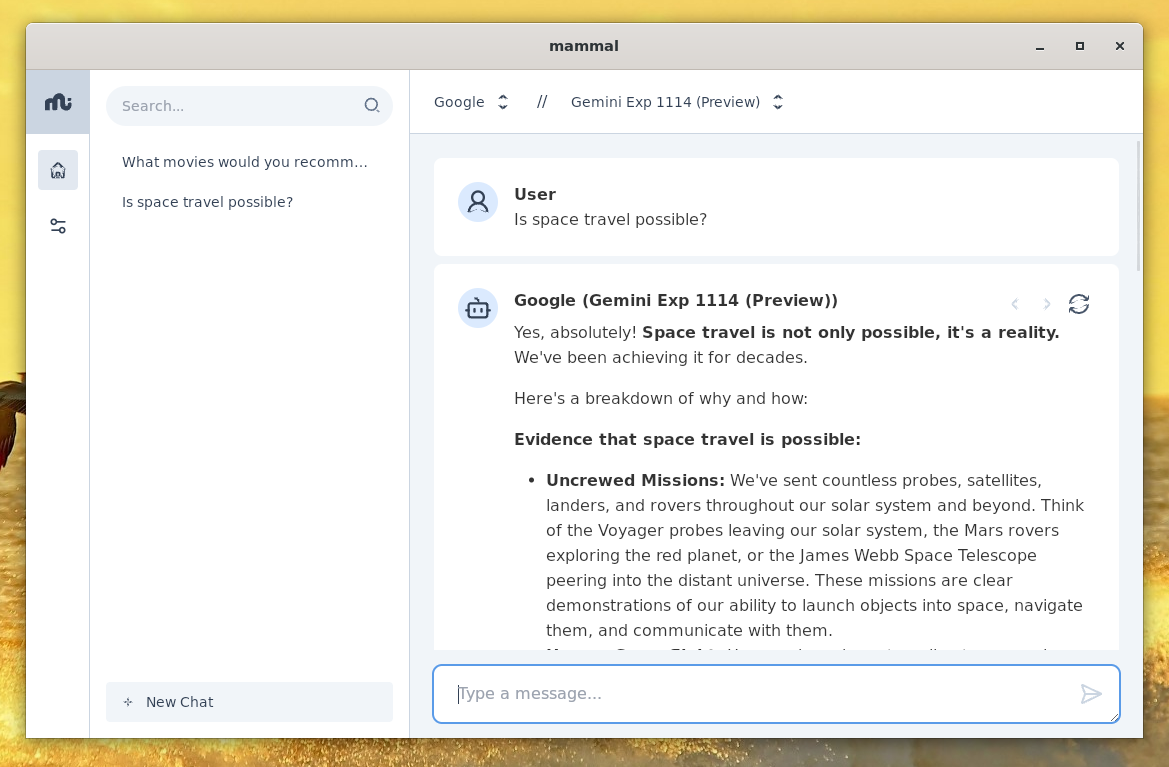 mammal
Search...
What movies would you recomm...
Is space travel possible?
New Chat
Google // Gemini Exp 1114 (Preview)
User
Is space travel possible?
Google (Gemini Exp 1114 (Preview))
Yes, absolutely! Space travel is not only possible, it's a reality.
We've been achieving it for decades.
Here's a breakdown of why and how:
Evidence that space travel is possible:
• Uncrewed Missions: We've sent countless probes, satellites,
landers, and rovers throughout our solar system and beyond. Think
of the Voyager probes leaving our solar system, the Mars rovers
exploring the red planet, or the James Webb Space Telescope
peering into the distant universe. These missions are clear
demonstrations of our ability to launch objects into space, navigate
them, and communicate with them.
Type a message...